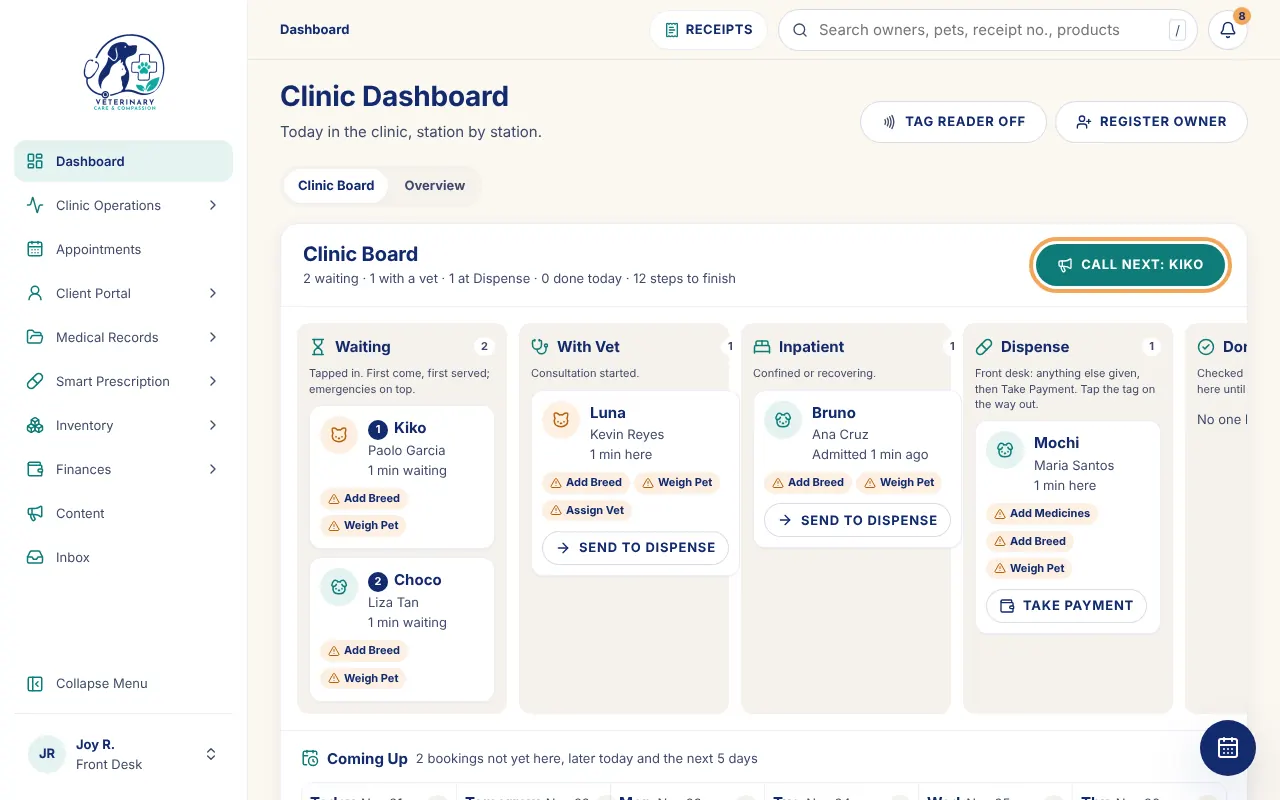 VETERINARY
CARE & COMPASSION
Dashboard
Clinic Operations
Appointments
Client Portal
Medical Records
Smart Prescription
Inventory
Finances
Content
Inbox
Collapse Menu
JR
Joy R.
Front Desk
Dashboard
RECEIPTS
Search owners, pets, receipt no., products
/
8
Clinic Dashboard
Today in the clinic, station by station.
TAG READER OFF
REGISTER OWNER
Clinic Board
Overview
Clinic Board
2 waiting · 1 with a vet · 1 at Dispense · 0 done today · 12 steps to finish
CALL NEXT: KIKO
Waiting
2
Tapped in. First come, first served;
emergencies on top.
1
Kiko
Paolo Garcia
1 min waiting
Add Breed
Weigh Pet
2
Choco
Liza Tan
1 min waiting
Add Breed
Weigh Pet
With Vet
1
Consultation started.
Luna
Kevin Reyes
1 min here
Add Breed
Weigh Pet
Assign Vet
SEND TO DISPENSE
Inpatient
1
Confined or recovering.
Bruno
Ana Cruz
Admitted 1 min ago
Add Breed
Weigh Pet
SEND TO DISPENSE
Dispense
1
Front desk: anything else given,
then Take Payment. Tap the tag on
the way out.
Mochi
Maria Santos
1 min here
Add Medicines
Add Breed
Weigh Pet
TAKE PAYMENT
Checked
here until
No one
Coming Up
2 bookings not yet here, later today and the next 5 days